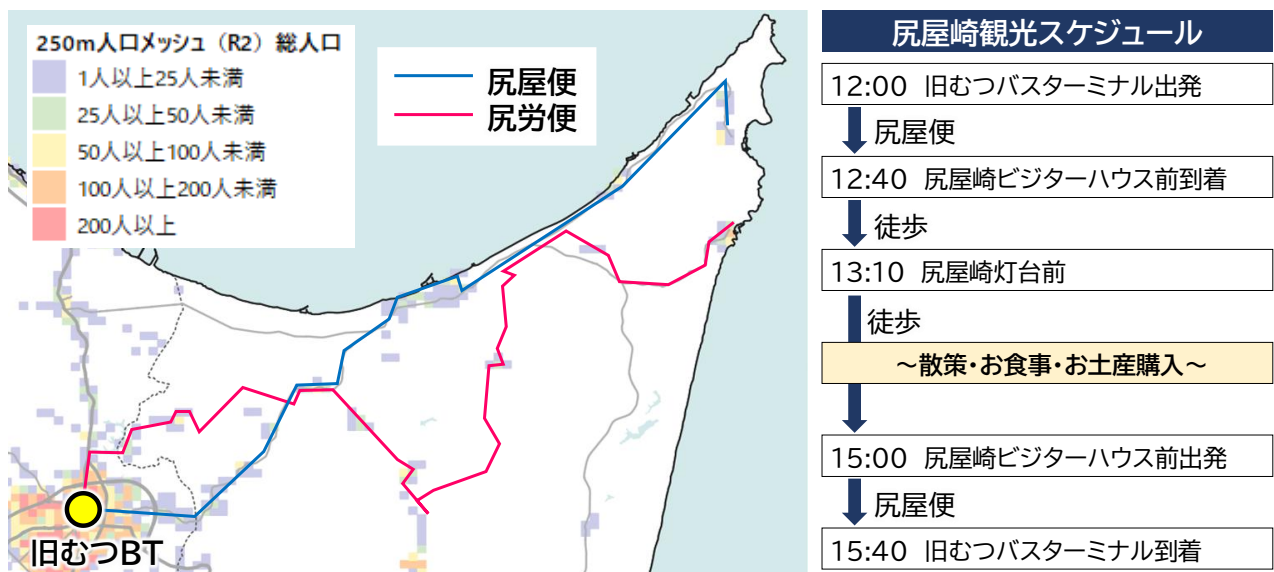 250m人口メッシュ（R2）総人口
1人以上25人未満
25人以上50人未満
50人以上100人未満
100人以上200人未満
200人以上
尻屋便
尻労便
旧むつBT
尻屋崎観光スケジュール
12:00 旧むつバスターミナル出発
尻屋便
12:40 尻屋崎ビジターハウス前到着
徒歩
13:10 尻屋崎灯台前
徒歩
～散策・お食事・お土産購入～
15:00 尻屋崎ビジターハウス前出発
尻屋便
15:40 旧むつバスターミナル到着